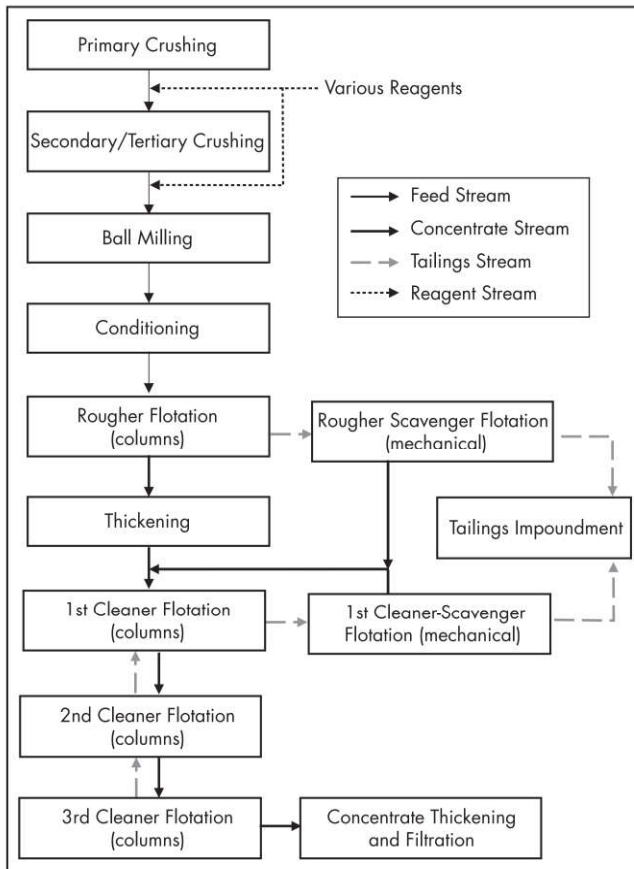 Primary Crushing
Various Reagents
Secondary/Tertiary Crushing
Feed Stream
Concentrate Stream
Tailings Stream
Reagent Stream
Ball Milling
Conditioning
Rougher Flotation
(columns)
Rougher Scavenger Flotation
(mechanical)
Thickening
Tailings Impoundment
1st Cleaner Flotation
(columns)
1st Cleaner-Scavenger
Flotation (mechanical)
2nd Cleaner Flotation
(columns)
3rd Cleaner Flotation
(columns)
Concentrate Thickening
and Filtration